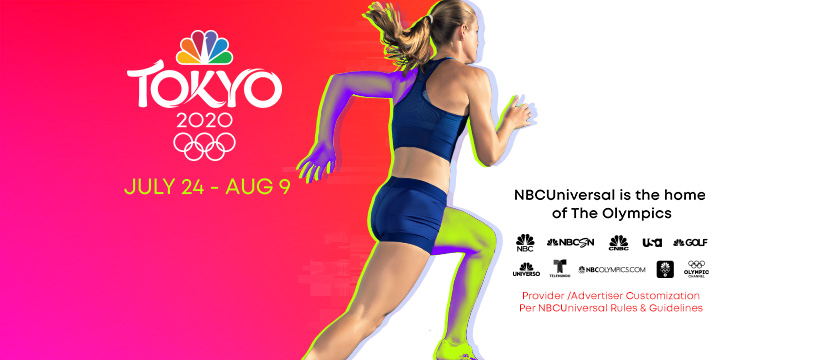 TOKYO
2020
JULY 24 - AUG 9
NBCUniversal is the home
of The Olympics
NBC NBCSN CNBC USA GOLF
UNIVERSO TELEMUNDO NBCOLYMPICS.COM OLYMPIC CHANNEL
Provider /Advertiser Customization
Per NBCUniversal Rules & Guidelines